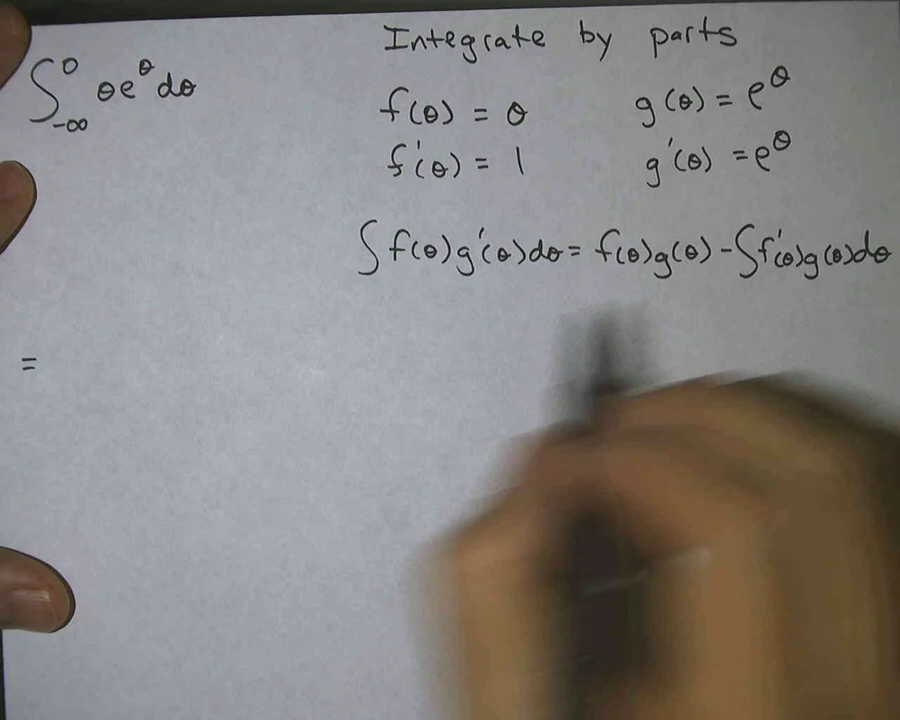 Integrate by parts
∫_{-∞}^{0} θe^θ dθ
f(θ) = θ g(θ) = e^θ
f'(θ) = 1 g'(θ) = e^θ
∫f(θ)g'(θ)dθ = f(θ)g(θ) - ∫f'(θ)g(θ)dθ
=